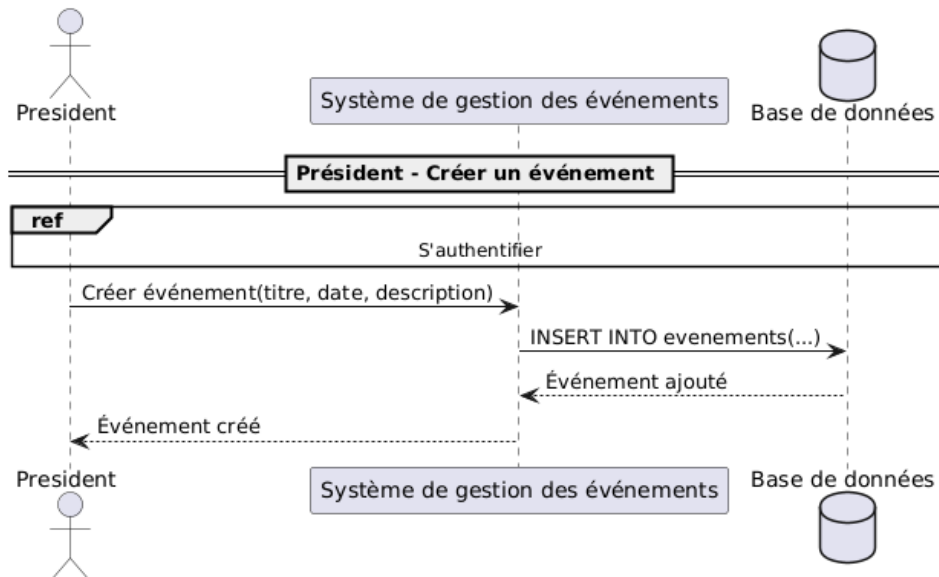 President
Système de gestion des événements
Base de données
Président - Créer un événement
ref
S'authentifier
Créer événement(titre, date, description)
INSERT INTO evenements(...)
Événement ajouté
Événement créé
President
Système de gestion des événements
Base de données